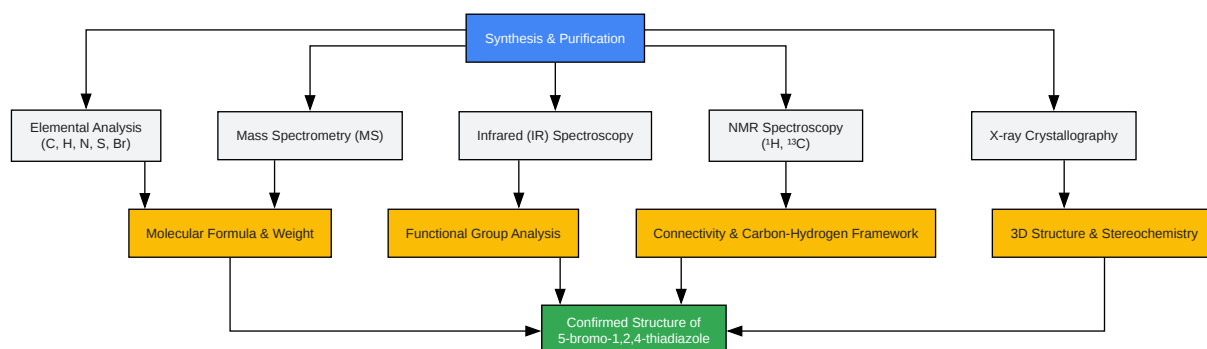 Synthesis & Purification
Elemental Analysis
(C, H, N, S, Br)
Mass Spectrometry (MS)
Infrared (IR) Spectroscopy
NMR Spectroscopy
(¹H, ¹³C)
X-ray Crystallography
Molecular Formula & Weight
Functional Group Analysis
Connectivity & Carbon-Hydrogen Framework
3D Structure & Stereochemistry
Confirmed Structure of
5-bromo-1,2,4-thiadiazole